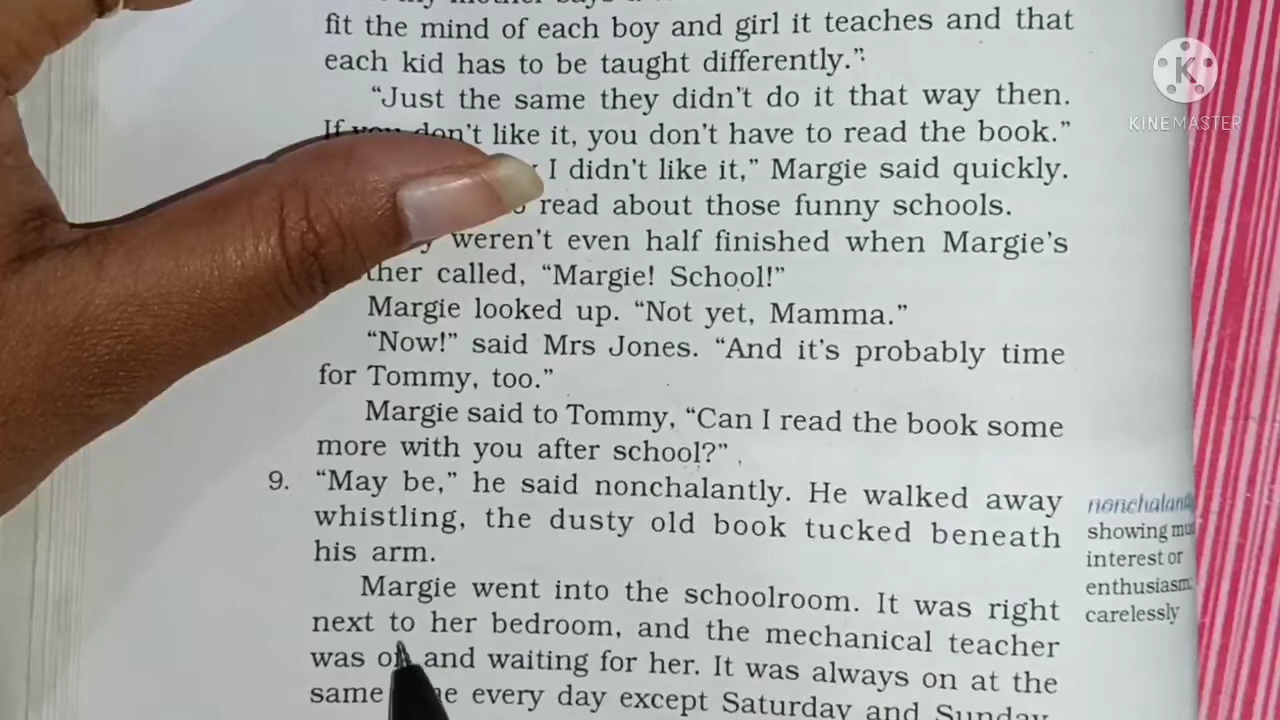 fit the mind of each boy and girl it teaches and that
each kid has to be taught differently."
"Just the same they didn't do it that way then.
If you don't like it, you don't have to read the book."
I didn't like it," Margie said quickly.
read about those funny schools.
weren't even half finished when Margie's
called, "Margie! School!"
Margie looked up. "Not yet, Mamma."
"Now!" said Mrs Jones. "And it's probably time
for Tommy, too."
Margie said to Tommy, "Can I read the book some
more with you after school?"
9. "May be," he said nonchalantly. He walked away
whistling, the dusty old book tucked beneath
his arm.
Margie went into the schoolroom. It was right
next to her bedroom, and the mechanical teacher
was on and waiting for her. It was always on at the
same every day except Saturday and Sunday,
showing
interest or
enthusiasm;
carelessly
K
KINEMASTER